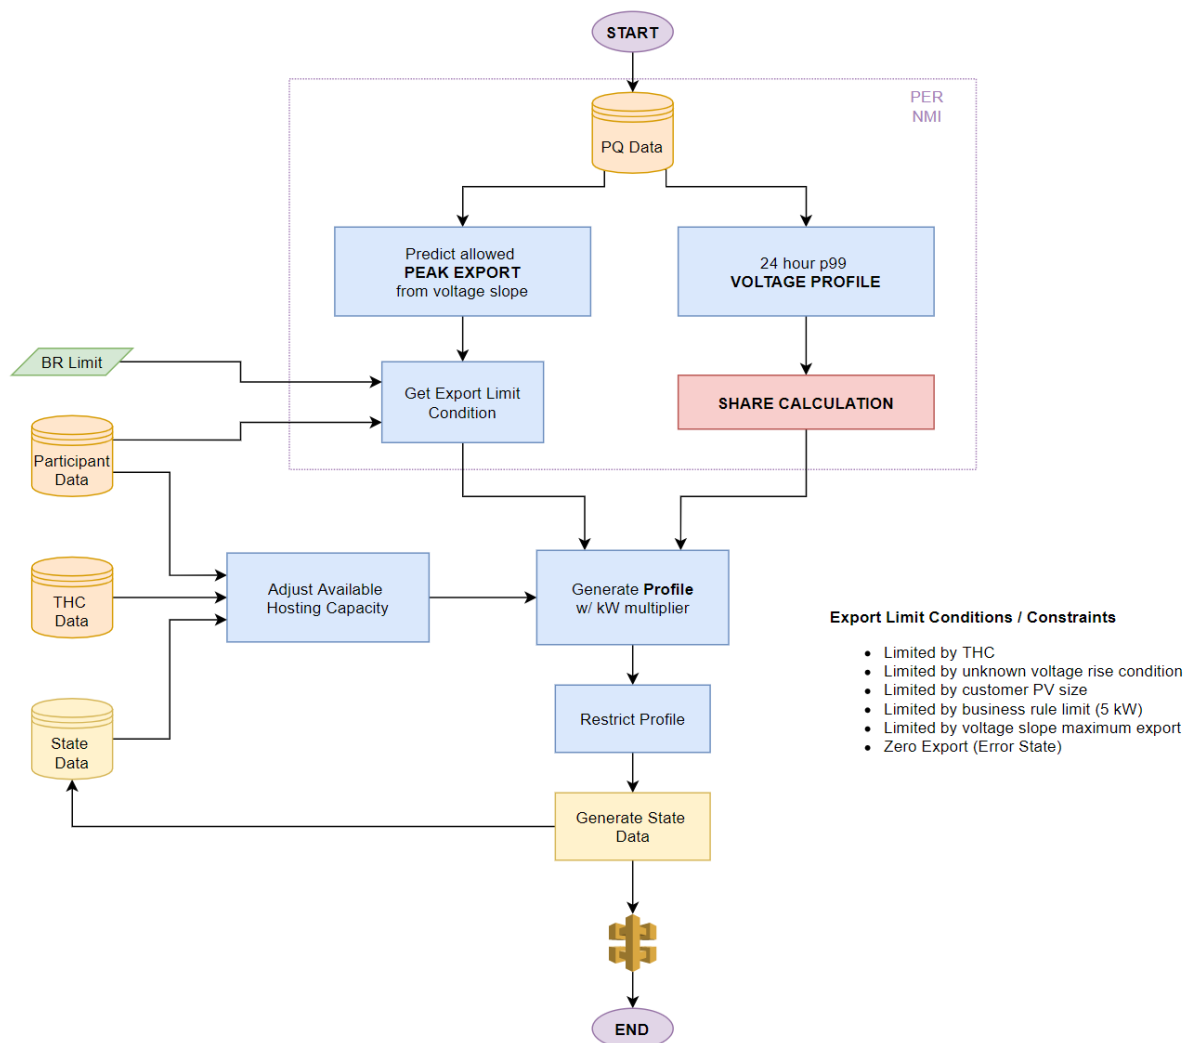 START
PER
NMI
PQ Data
Predict allowed
PEAK EXPORT
from voltage slope
24 hour p99
VOLTAGE PROFILE
BR Limit
Get Export Limit
Condition
SHARE CALCULATION
Participant
Data
THC
Data
Adjust Available
Hosting Capacity
Generate Profile
w/ kW multiplier
Export Limit Conditions / Constraints
• Limited by THC
• Limited by unknown voltage rise condition
• Limited by customer PV size
• Limited by business rule limit (5 kW)
• Limited by voltage slope maximum export
• Zero Export (Error State)
Restrict Profile
State
Data
Generate State
Data
END